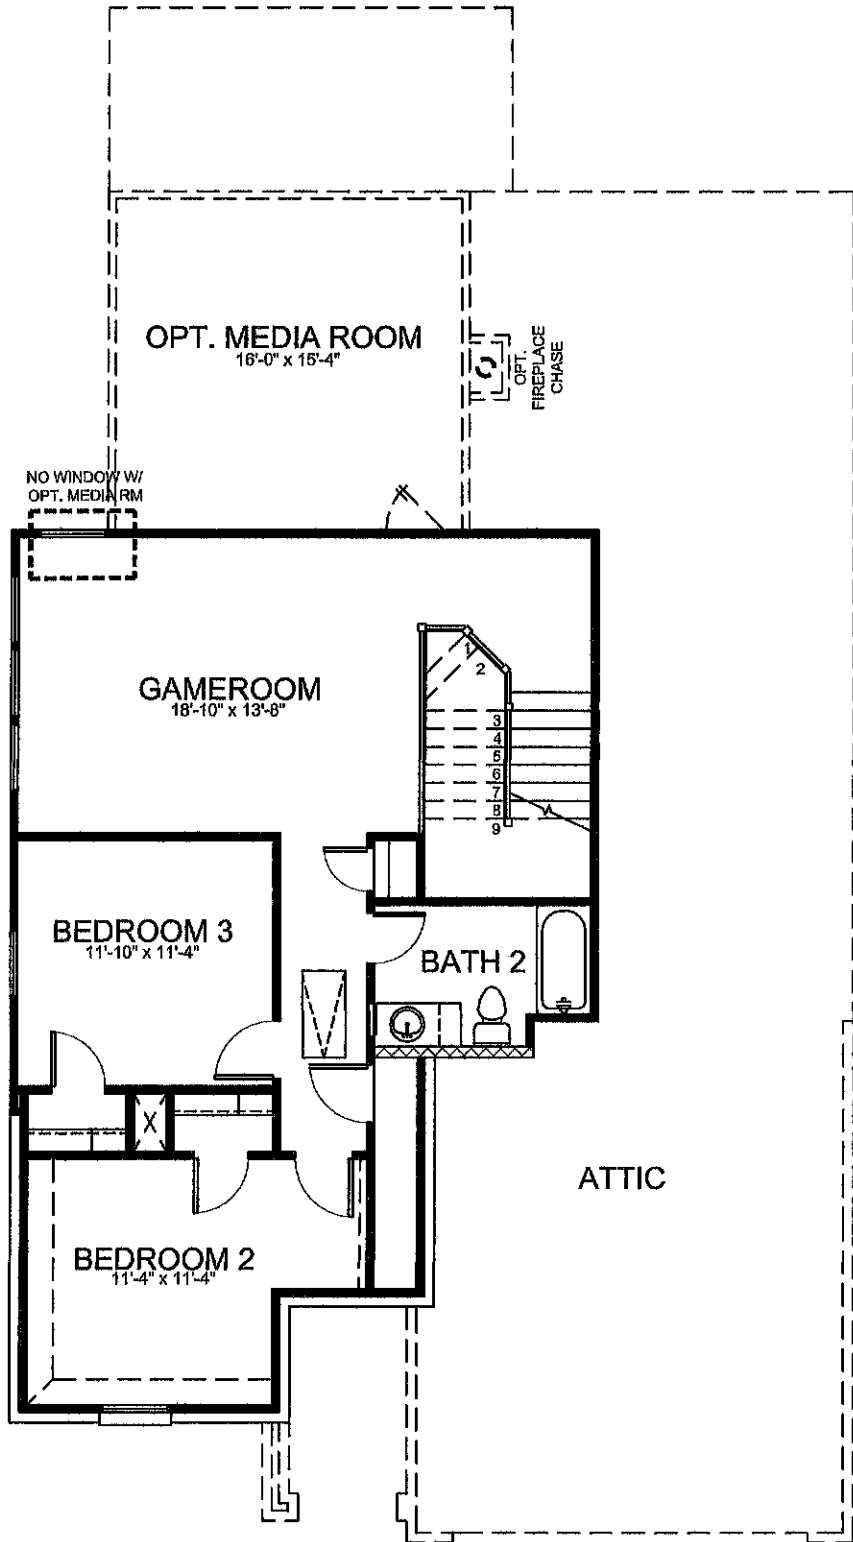 OPT. MEDIA ROOM
16'-0" x 15'-4"
OPT.
FIREPLACE
CHASE
NO WINDOW W/
OPT. MEDIA RM
1
2
GAMEROOM
18'-10" x 13'-8"
3
4
5
6
7
8
9
BEDROOM 3
11'-10" x 11'-4"
BATH 2
X
ATTIC
BEDROOM 2
11'-4" x 11'-4"